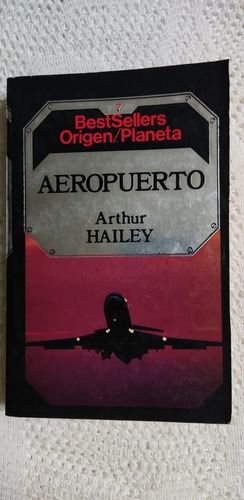 7
BestSellers
Origen/Planeta
AEROPUERTO
Arthur
HAILEY